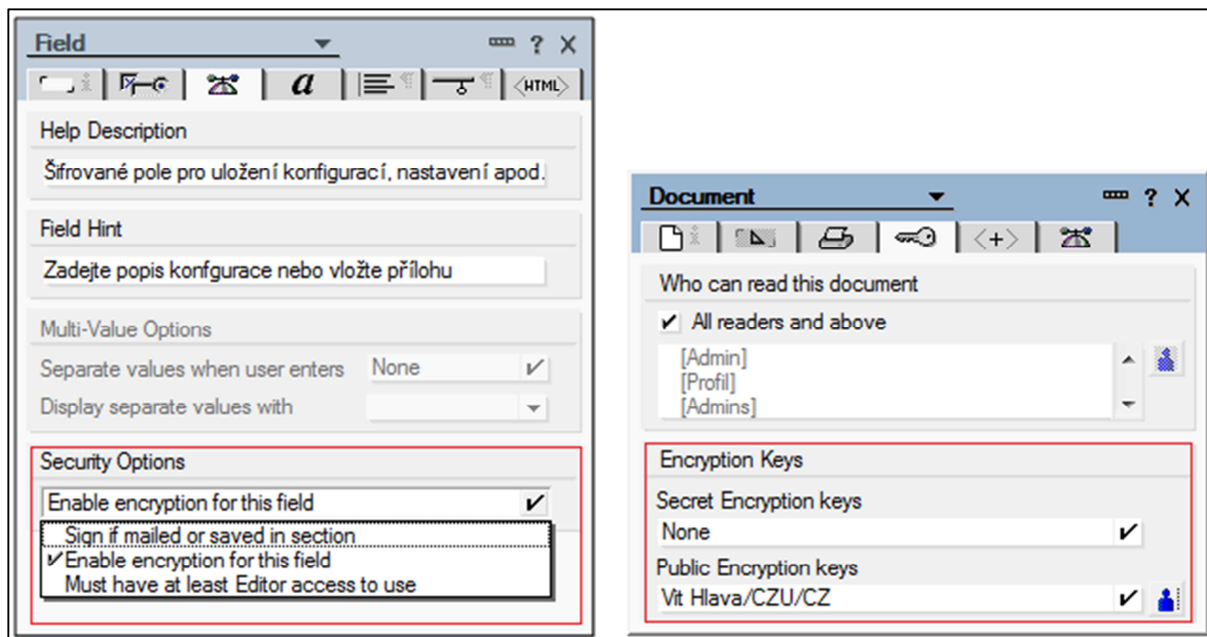 Field
?
X
a
<HTML>
Help Description
Šifrované pole pro uložení konfigurací, nastavení apod.
Field Hint
Zadejte popis konfgurace nebo vložte přílohu
Multi-Value Options
Separate values when user enters None
Display separate values with
Security Options
Enable encryption for this field
Sign if mailed or saved in section
Enable encryption for this field
Must have at least Editor access to use
Document
?
X
<+>
Who can read this document
All readers and above
[Admin]
[Profil]
[Admins]
Encryption Keys
Secret Encryption keys
None
Public Encryption keys
Vit Hlava/CZU/CZ